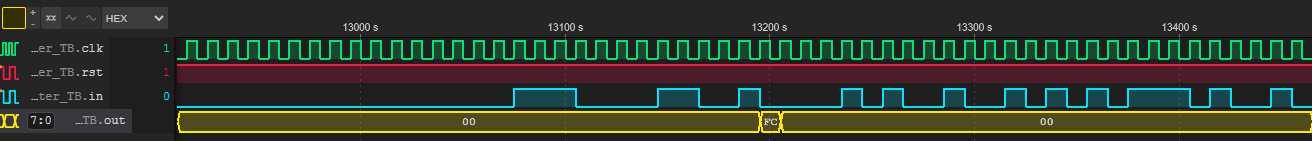 +
-
HEX
13000 s 13100 s 13200 s 13300 s 13400 s
…er_TB.clk 1
…er_TB.rst 1
…ter_TB.in 0
7:0 …TB.out 00 FC 00